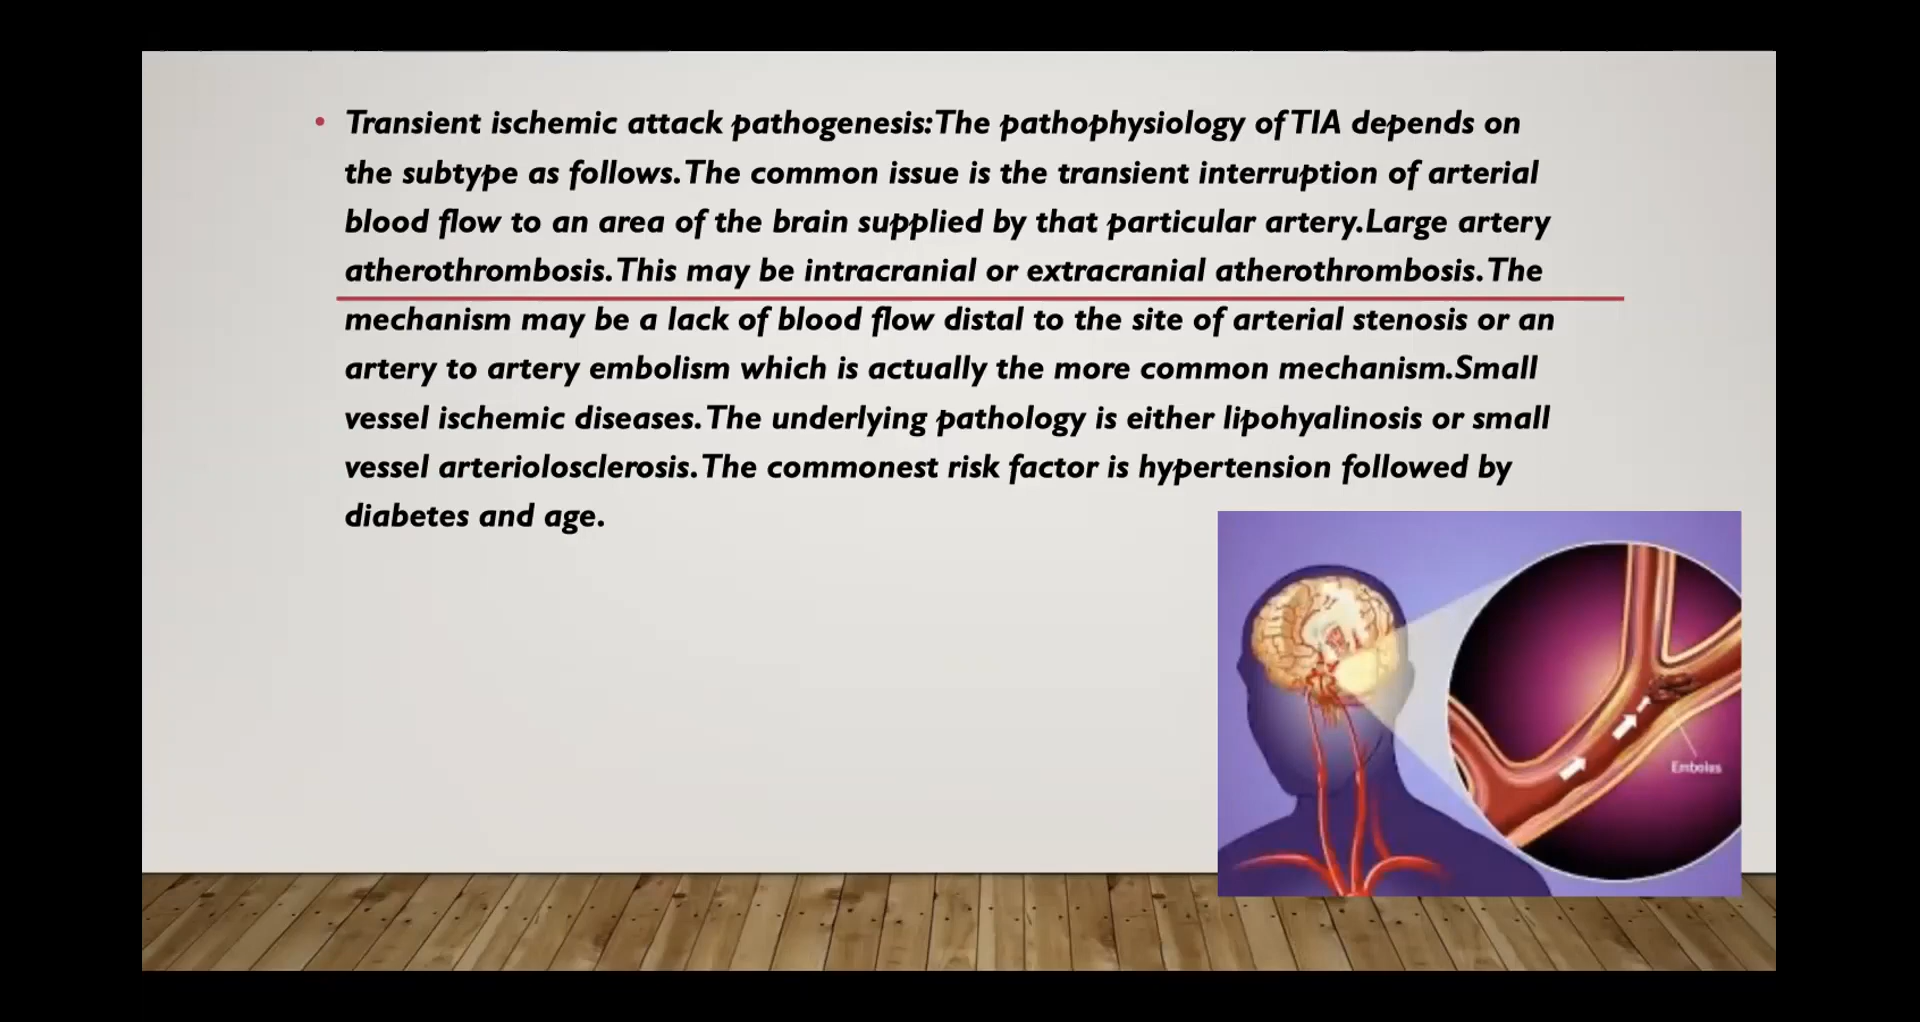 Transient ischemic attack pathogenesis:The pathophysiology of TIA depends on
the subtype as follows.The common issue is the transient interruption of arterial
blood flow to an area of the brain supplied by that particular artery.Large artery
atherothrombosis.This may be intracranial or extracranial atherothrombosis.The
mechanism may be a lack of blood flow distal to the site of arterial stenosis or an
artery to artery embolism which is actually the more common mechanism.Small
vessel ischemic diseases.The underlying pathology is either lipohyalinosis or small
vessel arteriolosclerosis.The commonest risk factor is hypertension followed by
diabetes and age.
Embolus